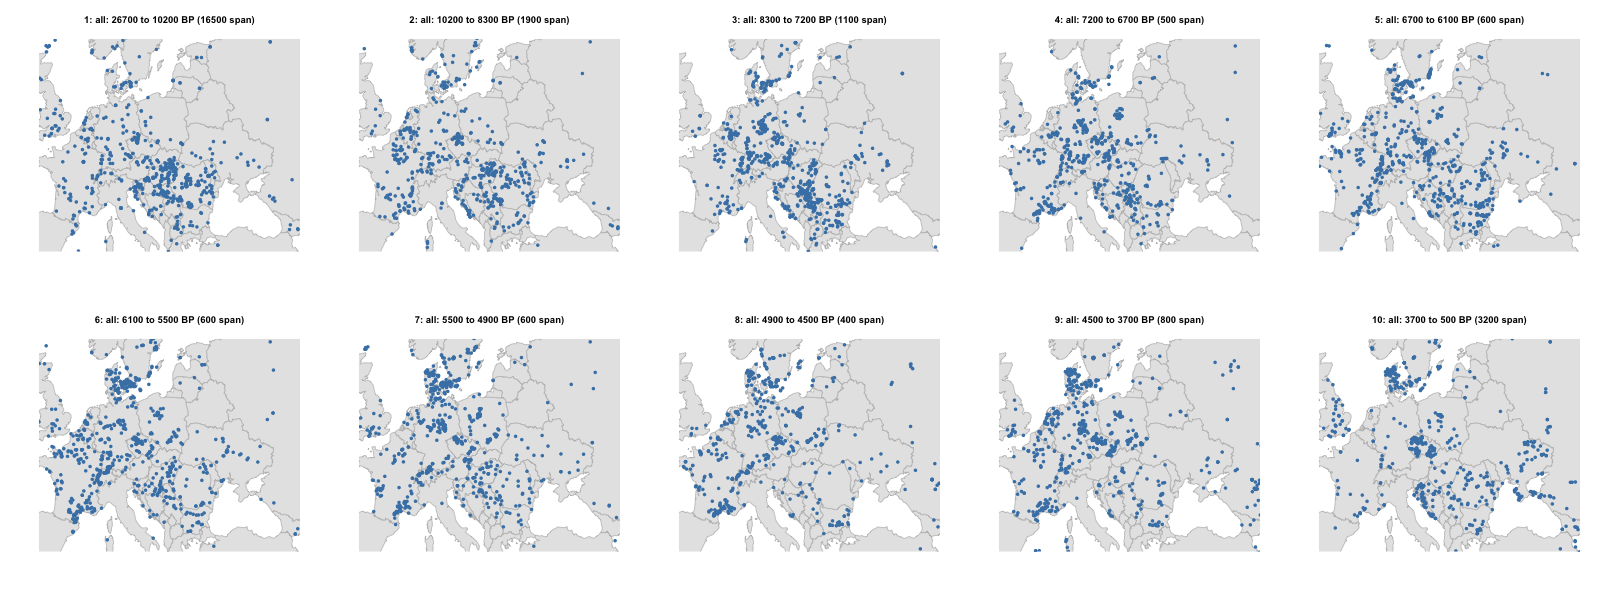 1: all: 26700 to 10200 BP (16500 span)
2: all: 10200 to 8300 BP (1900 span)
3: all: 8300 to 7200 BP (1100 span)
4: all: 7200 to 6700 BP (500 span)
5: all: 6700 to 6100 BP (600 span)
6: all: 6100 to 5500 BP (600 span)
7: all: 5500 to 4900 BP (600 span)
8: all: 4900 to 4500 BP (400 span)
9: all: 4500 to 3700 BP (800 span)
10: all: 3700 to 500 BP (3200 span)